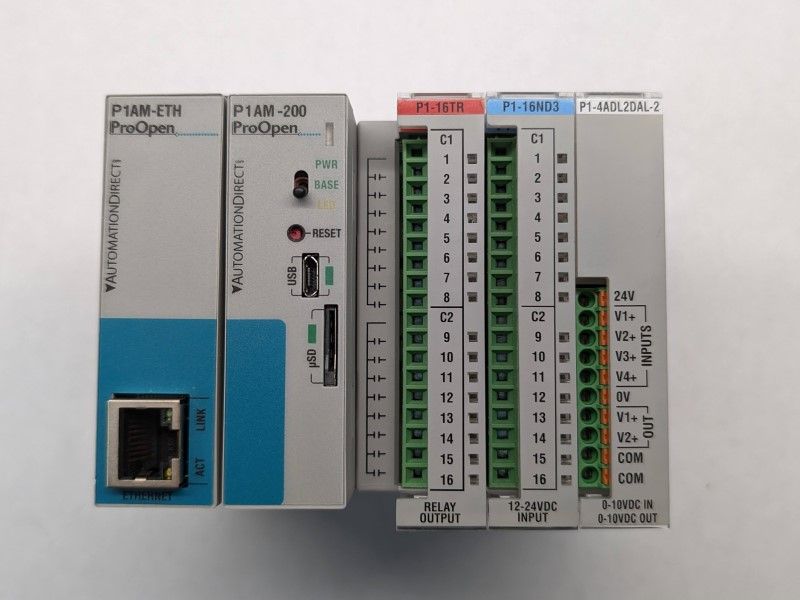 P1AM-ETH
ProOpen
AUTOMATIONDIRECT
LINK
ACT
ETHERNET
P1AM-200
ProOpen
AUTOMATIONDIRECT
PWR
BASE
LED
RESET
USB
µSD
P1-16TR
C1
1
2
3
4
5
6
7
8
C2
9
10
11
12
13
14
15
16
RELAY
OUTPUT
P1-16ND3
C1
1
2
3
4
5
6
7
8
C2
9
10
11
12
13
14
15
16
12-24VDC
INPUT
P1-4ADL2DAL-2
24V
V1+
V2+
V3+
V4+
INPUTS
0V
V1+
V2+
OUT
COM
COM
0-10VDC IN
0-10VDC OUT